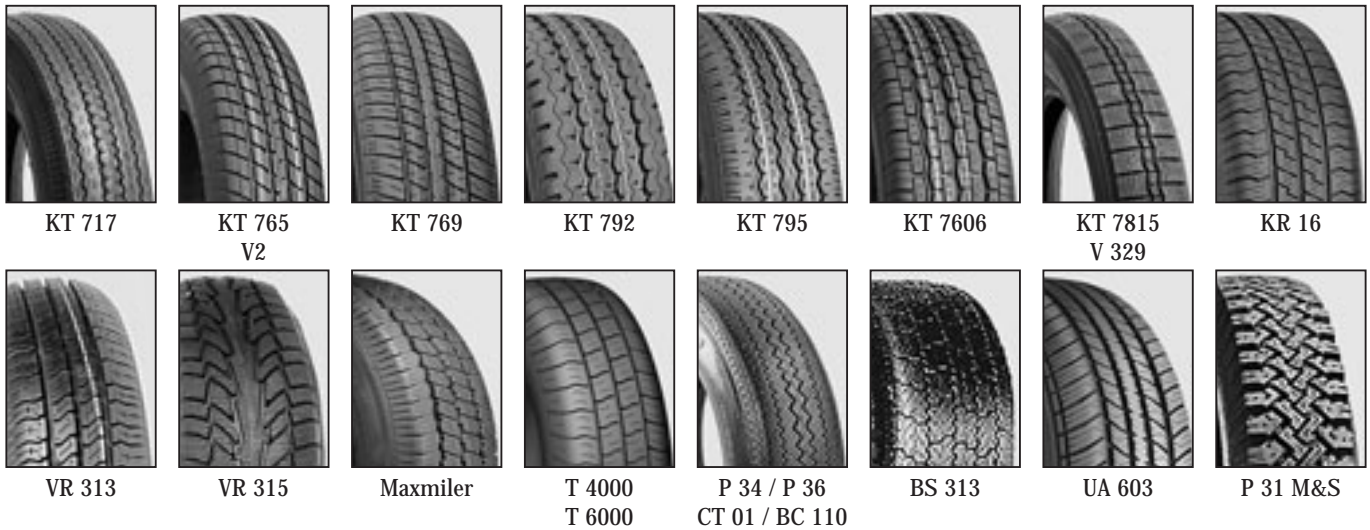 KT 717
KT 765
V2
KT 769
KT 792
KT 795
KT 7606
KT 7815
V 329
KR 16
VR 313
VR 315
Maxmiler
T 4000
T 6000
P 34 / P 36
CT 01 / BC 110
BS 313
UA 603
P 31 M&S